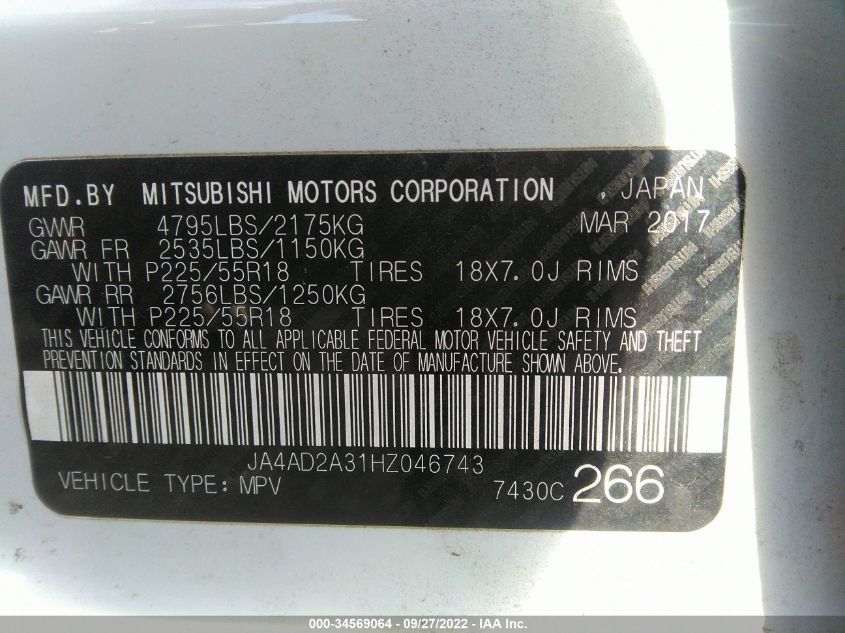 MFD.BY MITSUBISHI MOTORS CORPORATION JAPAN
GVWR 4795LBS/2175KG MAR 2017
GAWR FR 2535LBS/1150KG
WITH P225/55R18 TIRES 18X7.0J RIMS
GAWR RR 2756LBS/1250KG
WITH P225/55R18 TIRES 18X7.0J RIMS
THIS VEHICLE CONFORMS TO ALL APPLICABLE FEDERAL MOTOR VEHICLE SAFETY AND THEFT
PREVENTION STANDARDS IN EFFECT ON THE DATE OF MANUFACTURE SHOWN ABOVE.
JA4AD2A31HZ046743
VEHICLE TYPE: MPV 7430C 266
000-34569064 - 09/27/2022 - Copyright © 2022 IAA, Inc.